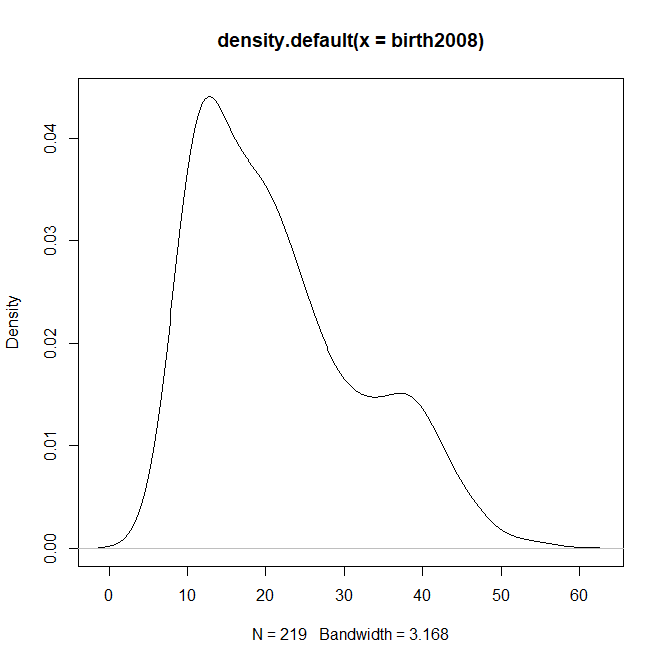 density.default(x = birth2008)
Density
0.00
0.01
0.02
0.03
0.04
0 10 20 30 40 50 60
N = 219 Bandwidth = 3.168